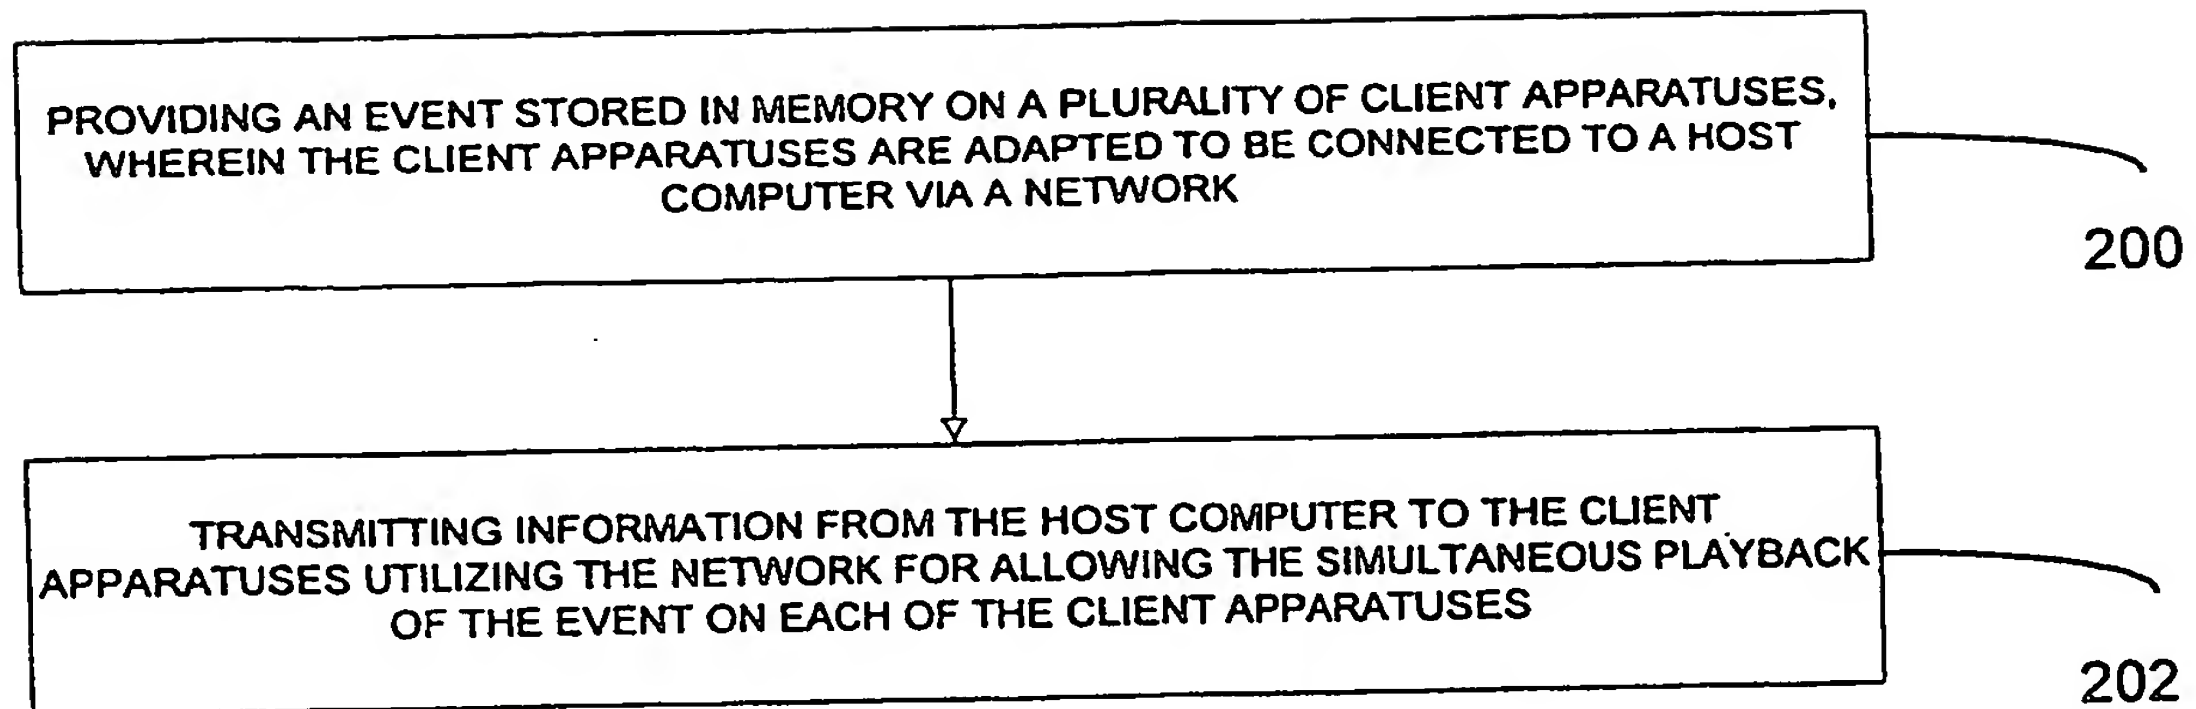 PROVIDING AN EVENT STORED IN MEMORY ON A PLURALITY OF CLIENT APPARATUSES,
WHEREIN THE CLIENT APPARATUSES ARE ADAPTED TO BE CONNECTED TO A HOST
COMPUTER VIA A NETWORK
200
TRANSMITTING INFORMATION FROM THE HOST COMPUTER TO THE CLIENT
APPARATUSES UTILIZING THE NETWORK FOR ALLOWING THE SIMULTANEOUS PLAYBACK
OF THE EVENT ON EACH OF THE CLIENT APPARATUSES
202